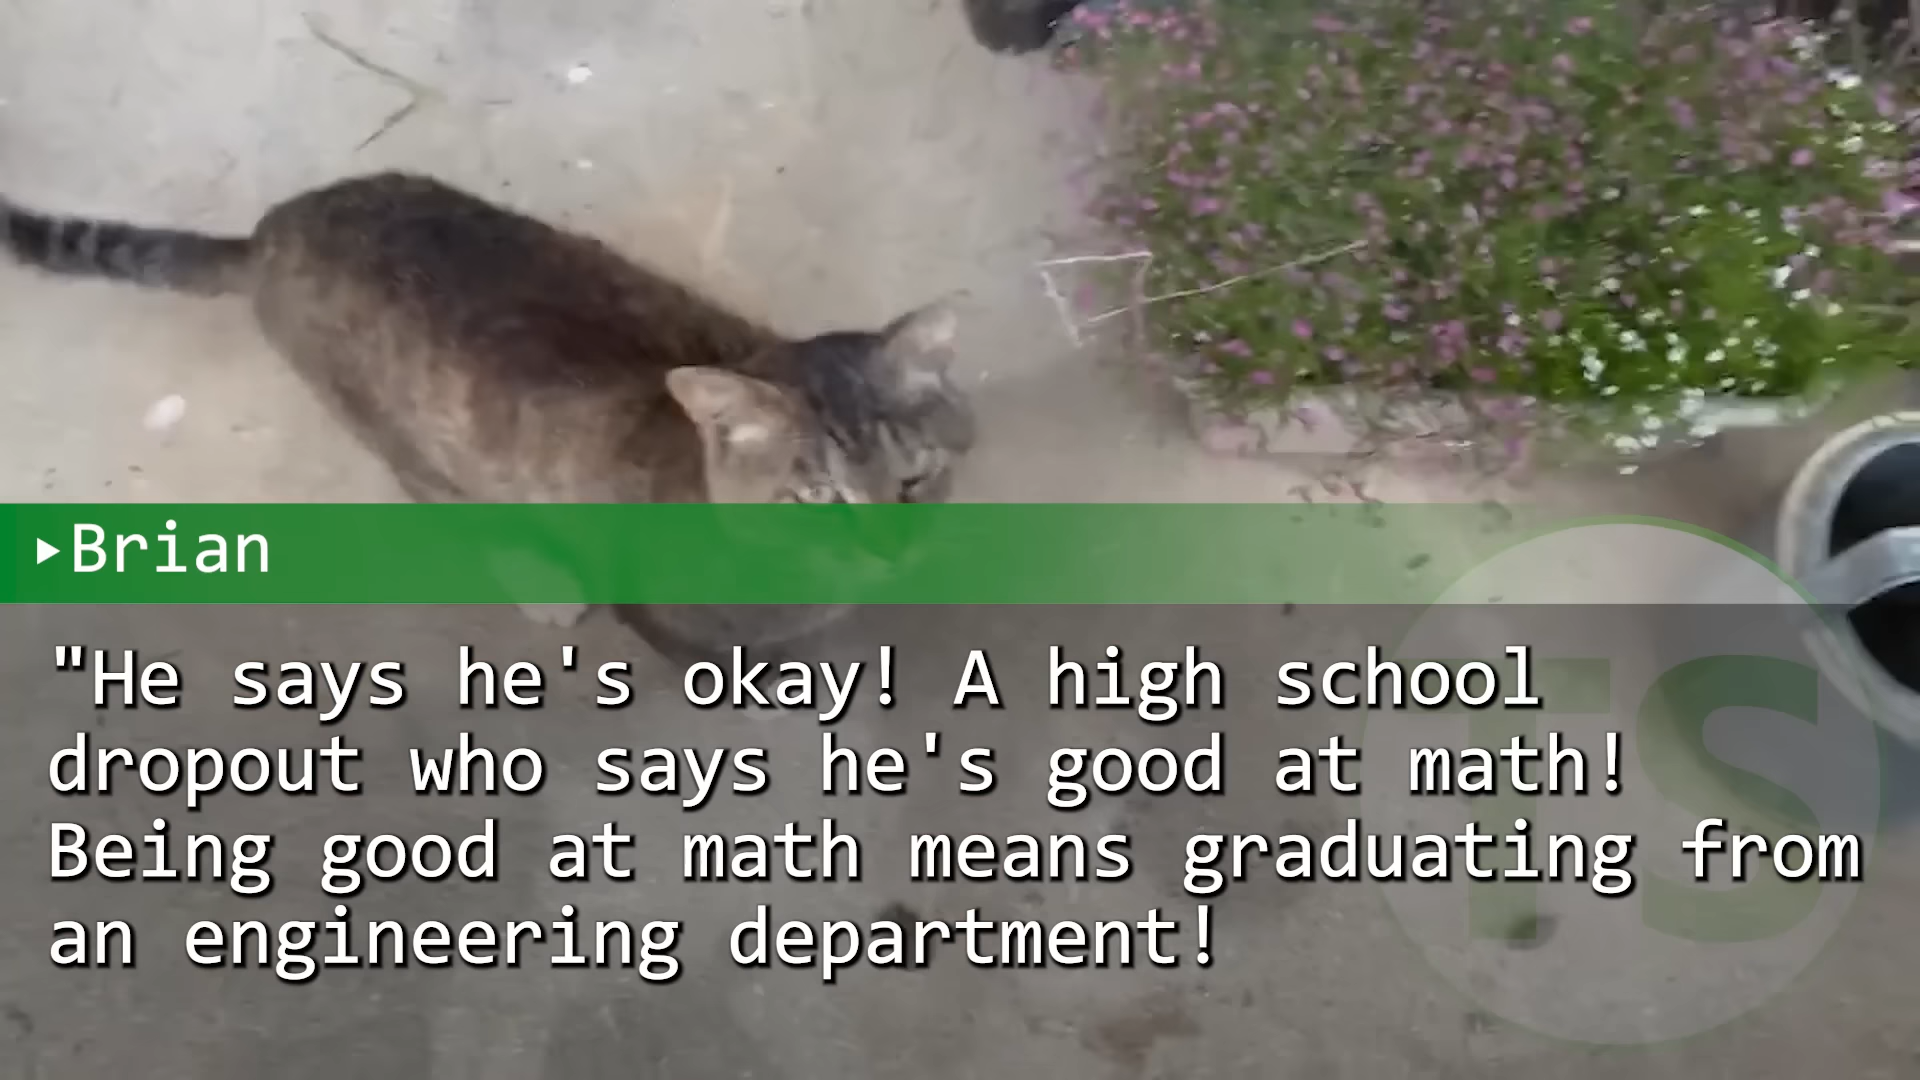 ▸Brian
"He says he's okay! A high school
dropout who says he's good at math!
Being good at math means graduating from
an engineering department!
TS